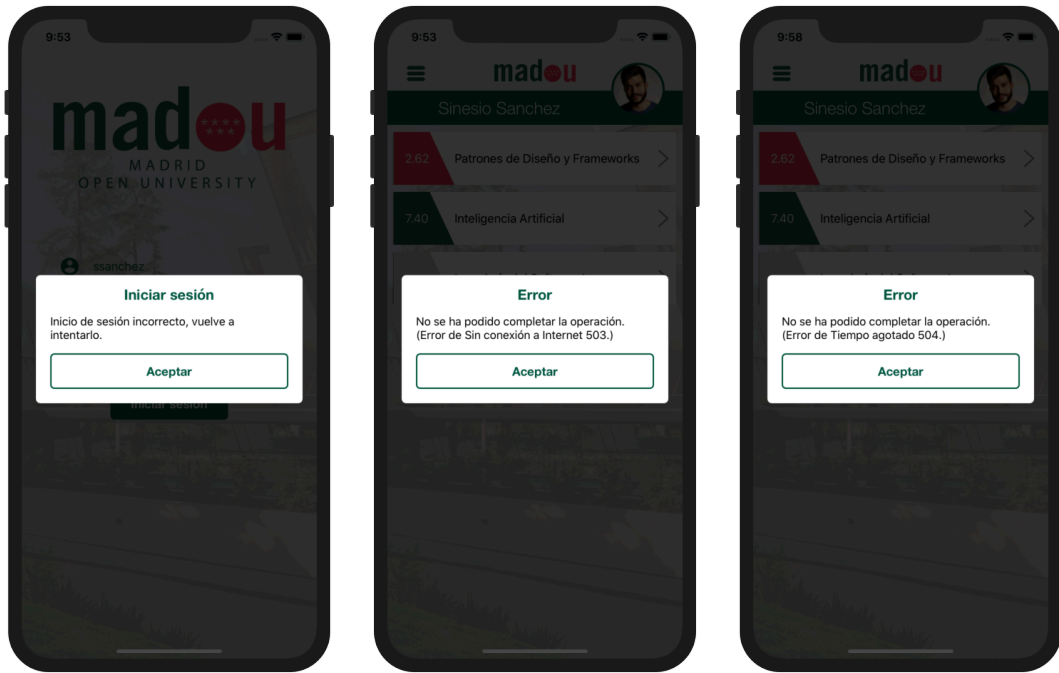 9:53
madou
MADRID
OPEN UNIVERSITY
ssanchez
Iniciar sesión
Inicio de sesión incorrecto, vuelve a
intentarlo.
Aceptar
Iniciar sesión
9:53
madou
Sinesio Sanchez
2.62 Patrones de Diseño y Frameworks
7.40 Inteligencia Artificial
Error
No se ha podido completar la operación.
(Error de Sin conexión a Internet 503.)
Aceptar
9:58
madou
Sinesio Sanchez
2.62 Patrones de Diseño y Frameworks
7.40 Inteligencia Artificial
Error
No se ha podido completar la operación.
(Error de Tiempo agotado 504.)
Aceptar